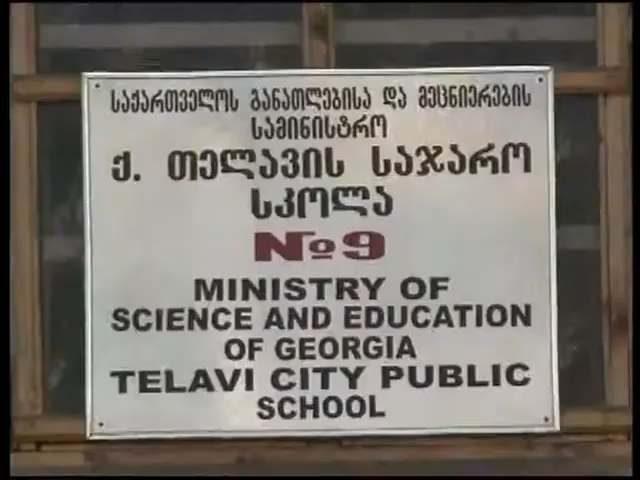 საქართველოს განათლებისა და მეცნიერების
სამინისტრო
ქ. თელავის საჯარო
სკოლა
№9
MINISTRY OF
SCIENCE AND EDUCATION
OF GEORGIA
TELAVI CITY PUBLIC
SCHOOL